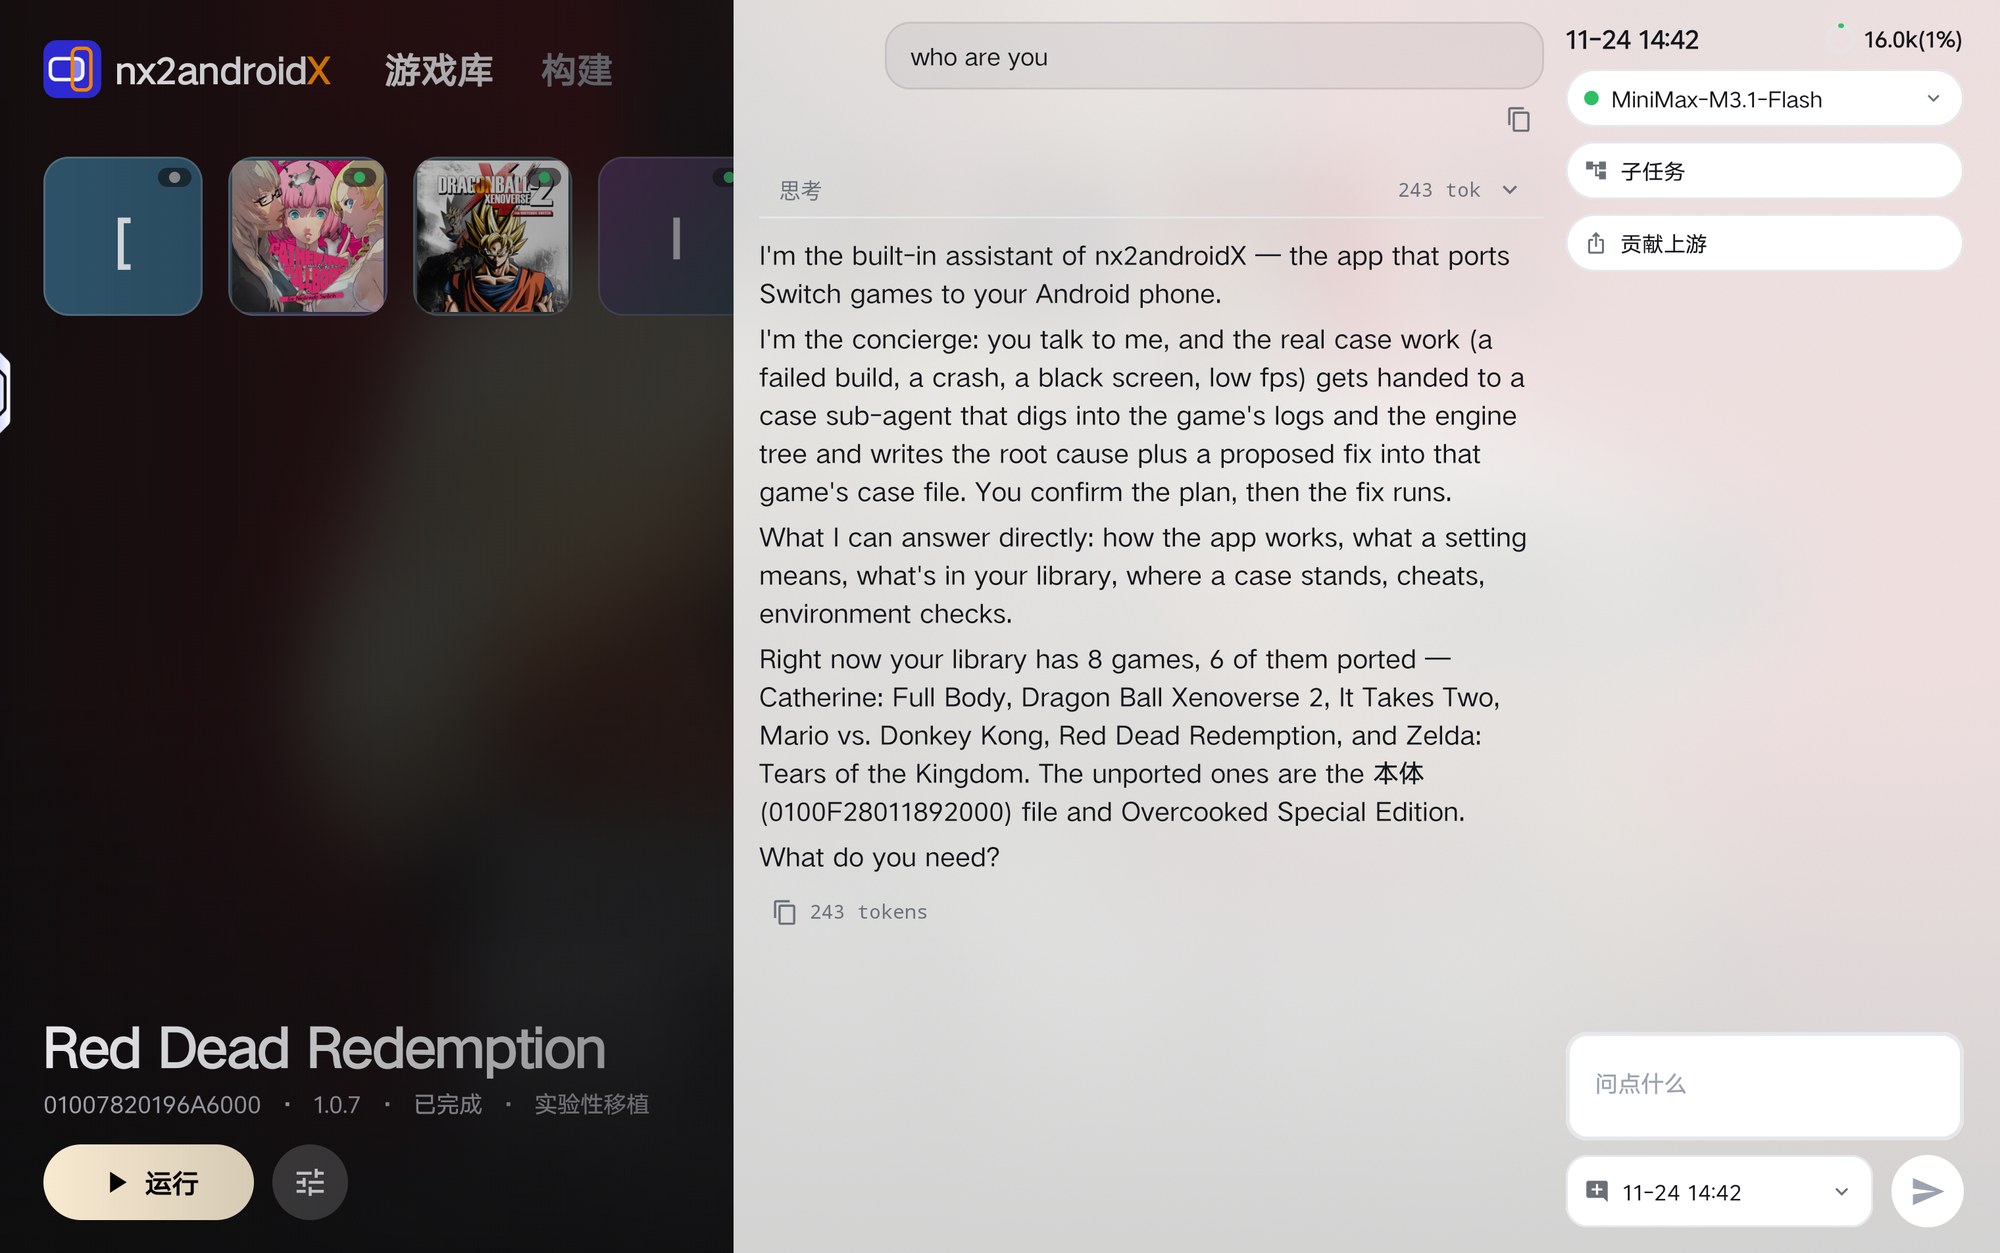 nx2androidX
游戏库
构建
[
DRAGONBALL
XENOVERSE 2
I
Red Dead Redemption
01007820196A6000 · 1.0.7 · 已完成 · 实验性移植
运行
who are you
思考
243 tok
I'm the built-in assistant of nx2androidX — the app that ports
Switch games to your Android phone.
I'm the concierge: you talk to me, and the real case work (a
failed build, a crash, a black screen, low fps) gets handed to a
case sub-agent that digs into the game's logs and the engine
tree and writes the root cause plus a proposed fix into that
game's case file. You confirm the plan, then the fix runs.
What I can answer directly: how the app works, what a setting
means, what's in your library, where a case stands, cheats,
environment checks.
Right now your library has 8 games, 6 of them ported —
Catherine: Full Body, Dragon Ball Xenoverse 2, It Takes Two,
Mario vs. Donkey Kong, Red Dead Redemption, and Zelda:
Tears of the Kingdom. The unported ones are the 本体
(0100F28011892000) file and Overcooked Special Edition.
What do you need?
243 tokens
11-24 14:42
16.0k(1%)
MiniMax-M3.1-Flash
子任务
贡献上游
问点什么
11-24 14:42